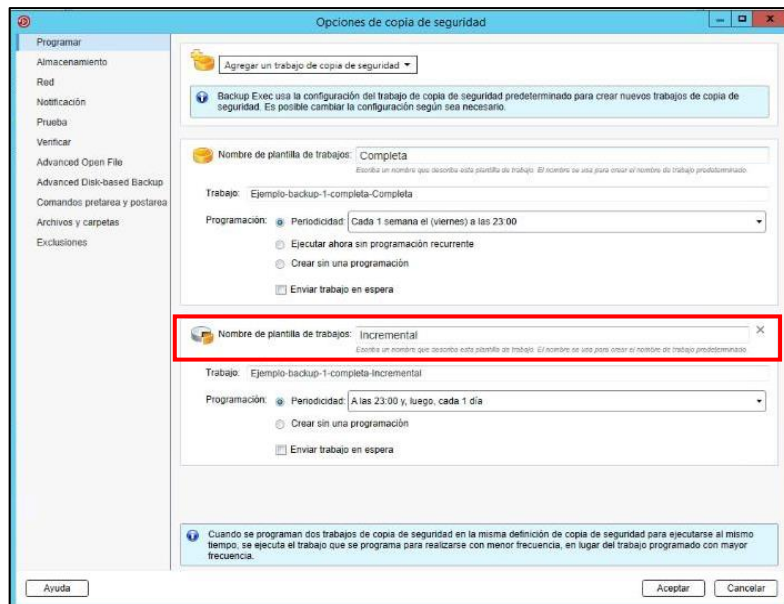 Opciones de copia de seguridad
Programar
Almacenamiento
Red
Notificación
Prueba
Verificar
Advanced Open File
Advanced Disk-based Backup
Comandos pretarea y postarea
Archivos y carpetas
Exclusiones
Agregar un trabajo de copia de seguridad
Backup Exec usa la configuración del trabajo de copia de seguridad predeterminado para crear nuevos trabajos de copia de
seguridad. Es posible cambiar la configuración según sea necesario.
Nombre de plantilla de trabajos: Completa
Escriba un nombre que describa esta plantilla de trabajo. El nombre se usa para crear el nombre de trabajo predeterminado.
Trabajo: Ejemplo-backup-1-completa-Completa
Programación: Periodicidad: Cada 1 semana el (viernes) a las 23:00
Ejecutar ahora sin programación recurrente
Crear sin una programación
Enviar trabajo en espera
Nombre de plantilla de trabajos: Incremental
Escriba un nombre que describa esta plantilla de trabajo. El nombre se usa para crear el nombre de trabajo predeterminado.
Trabajo: Ejemplo-backup-1-completa-Incremental
Programación: Periodicidad: A las 23:00 y, luego, cada 1 día
Crear sin una programación
Enviar trabajo en espera
Cuando se programan dos trabajos de copia de seguridad en la misma definición de copia de seguridad para ejecutarse al mismo
tiempo, se ejecuta el trabajo que se programa para realizarse con menor frecuencia, en lugar del trabajo programado con mayor
frecuencia.
Ayuda
Aceptar
Cancelar